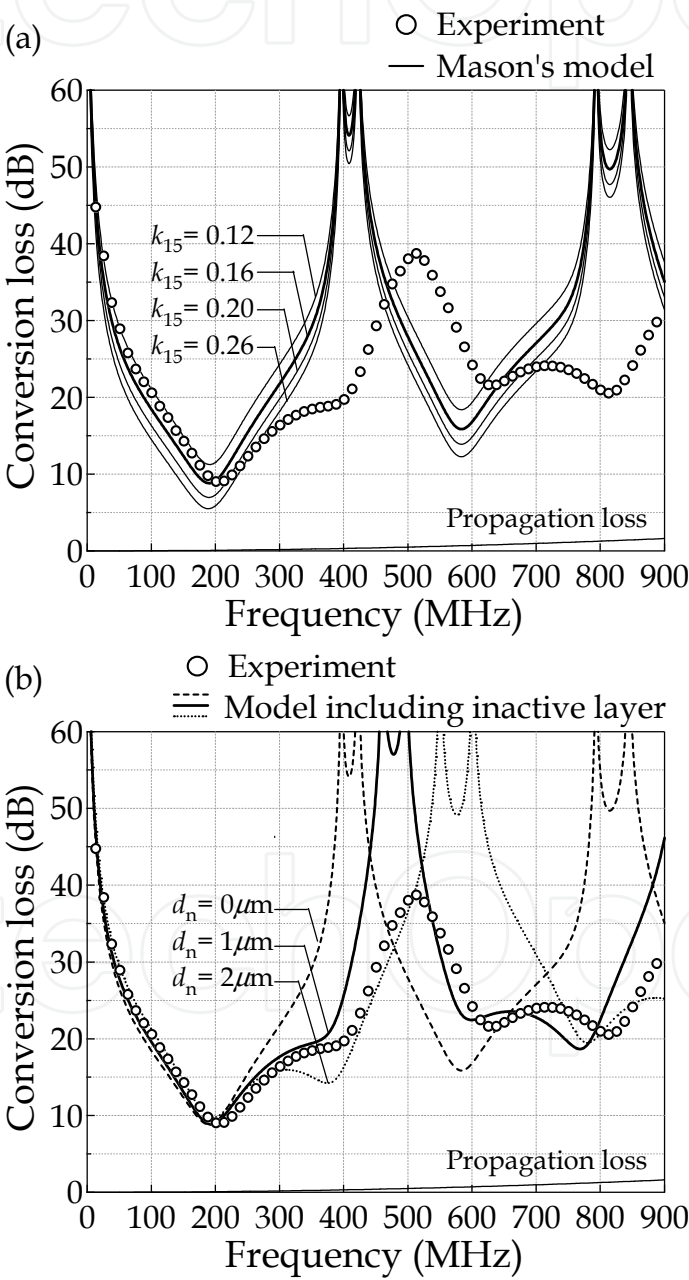 (a)
Experiment
Mason's model
Conversion loss (dB)
60
50
40
30
20
10
0
k15= 0.12
k15= 0.16
k15= 0.20
k15= 0.26
Propagation loss
0 100 200 300 400 500 600 700 800 900
Frequency (MHz)
(b)
Experiment
Model including inactive layer
Conversion loss (dB)
60
50
40
30
20
10
0
dn= 0μm
dn= 1μm
dn= 2μm
Propagation loss
0 100 200 300 400 500 600 700 800 900
Frequency (MHz)